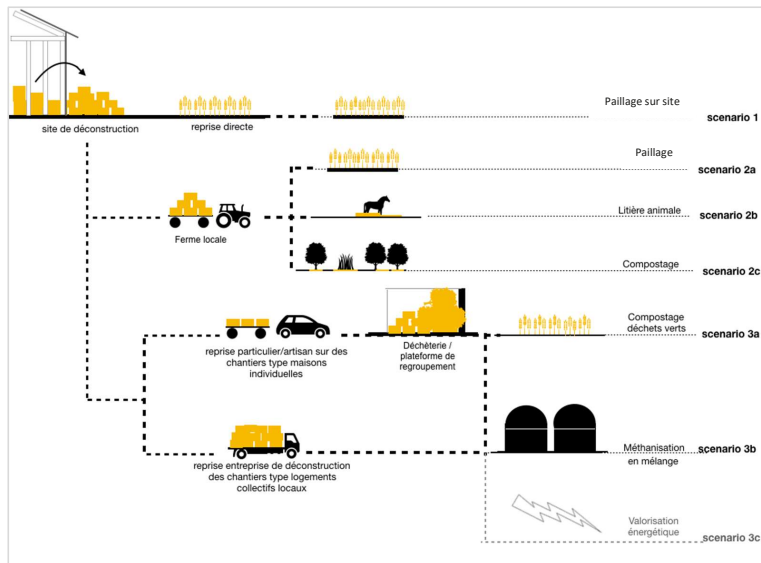 site de déconstruction
reprise directe
Paillage sur site
scenario 1
Paillage
scenario 2a
Ferme locale
Litière animale
scenario 2b
Compostage
scenario 2c
reprise particulier/artisan sur des
chantiers type maisons
individuelles
Déchèterie /
plateforme de
regroupement
Compostage
déchets verts
scenario 3a
reprise entreprise de déconstruction
des chantiers type logements
collectifs locaux
Méthanisation
en mélange
scenario 3b
Valorisation
énergétique
scenario 3c